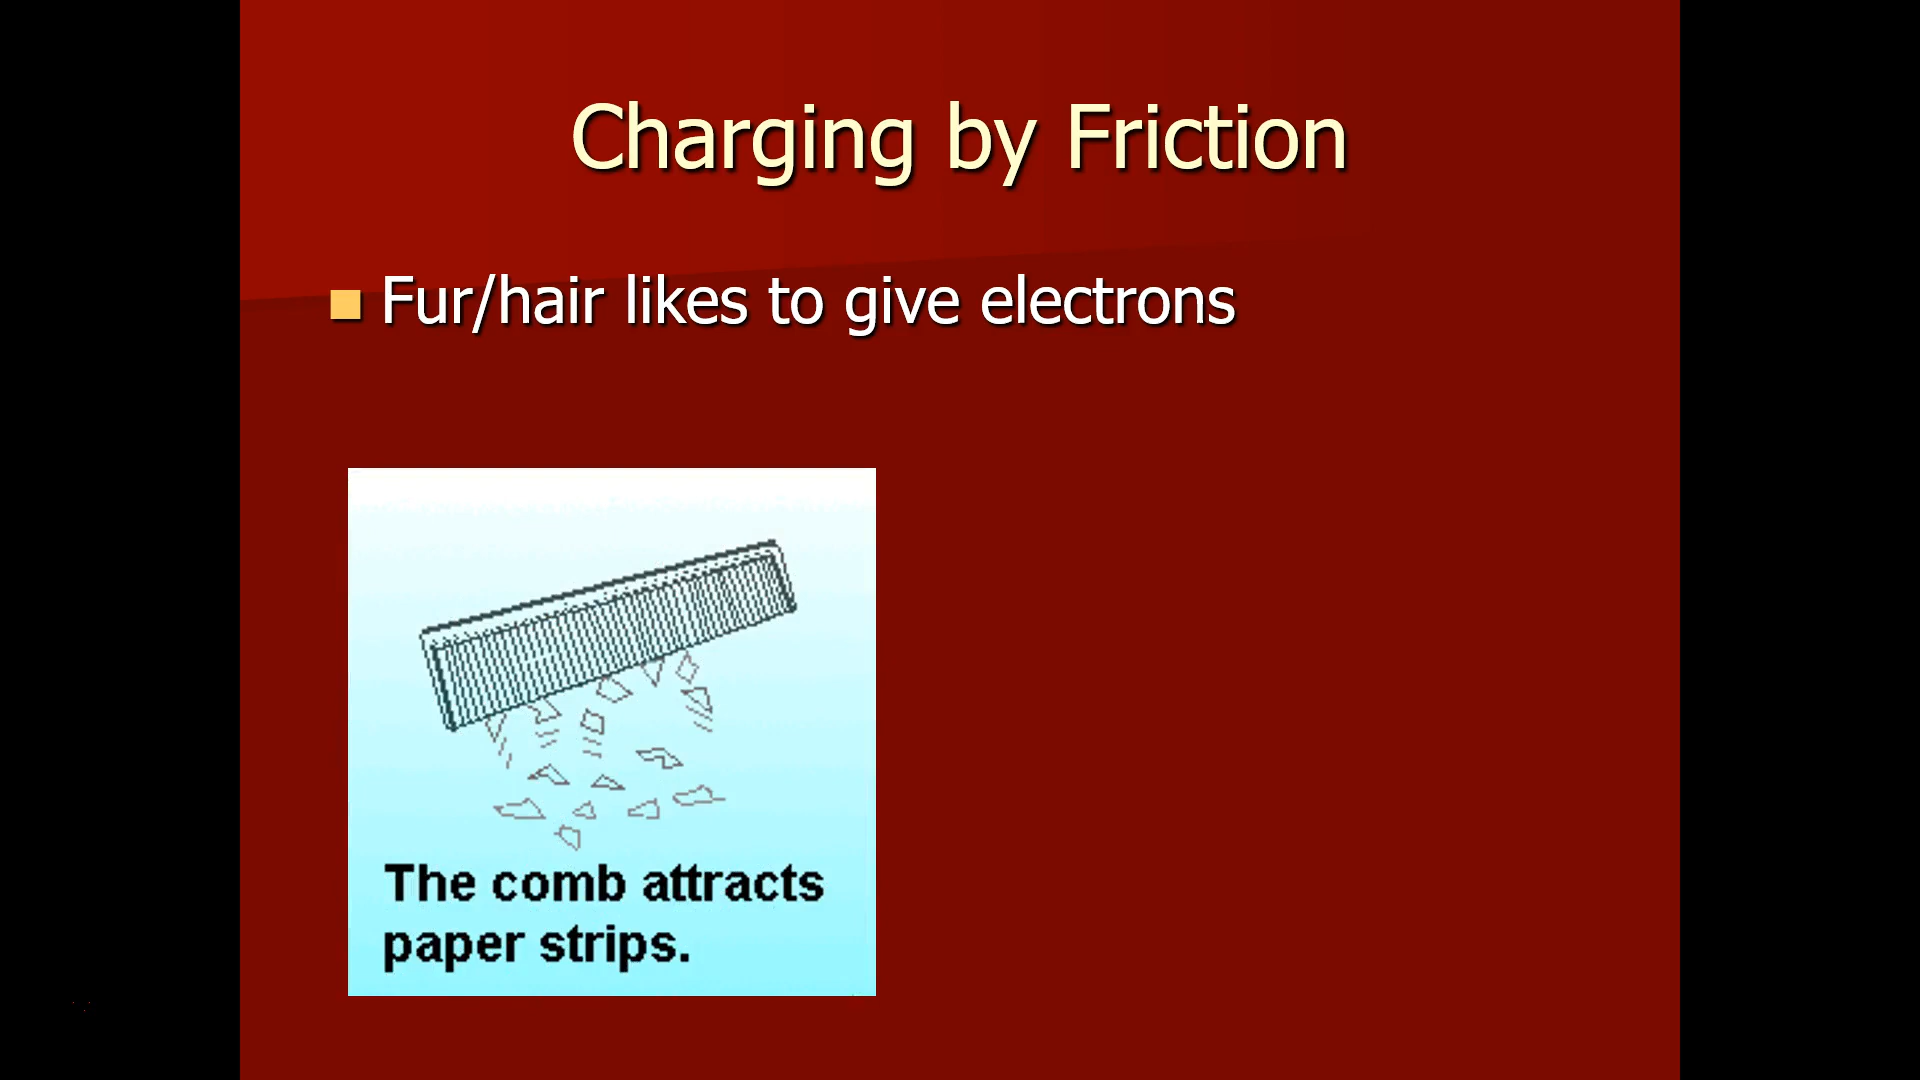 Charging by Friction
Fur/hair likes to give electrons
The comb attracts
paper strips.